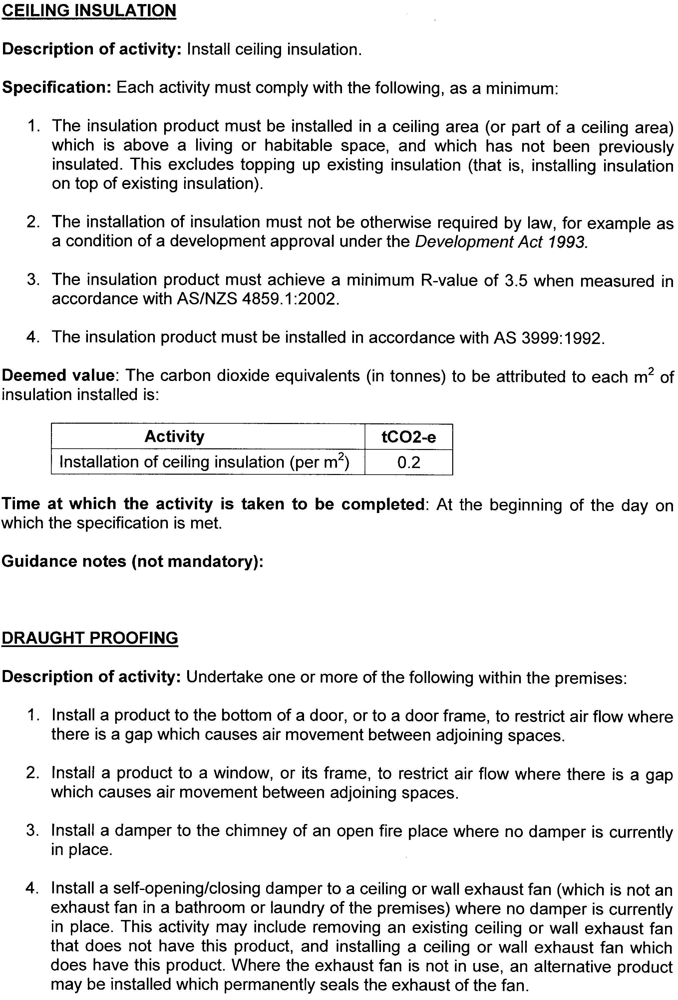 CEILING INSULATION
Description of activity: Install ceiling insulation.
Specification: Each activity must comply with the following, as a minimum:
1. The insulation product must be installed in a ceiling area (or part of a ceiling area)
which is above a living or habitable space, and which has not been previously
insulated. This excludes topping up existing insulation (that is, installing insulation
on top of existing insulation).
2. The installation of insulation must not be otherwise required by law, for example as
a condition of a development approval under the Development Act 1993.
3. The insulation product must achieve a minimum R-value of 3.5 when measured in
accordance with AS/NZS 4859.1:2002.
4. The insulation product must be installed in accordance with AS 3999:1992.
Deemed value: The carbon dioxide equivalents (in tonnes) to be attributed to each m² of
insulation installed is:
Activity tCO2-e
Installation of ceiling insulation (per m²) 0.2
Time at which the activity is taken to be completed: At the beginning of the day on
which the specification is met.
Guidance notes (not mandatory):
DRAUGHT PROOFING
Description of activity: Undertake one or more of the following within the premises:
1. Install a product to the bottom of a door, or to a door frame, to restrict air flow where
there is a gap which causes air movement between adjoining spaces.
2. Install a product to a window, or its frame, to restrict air flow where there is a gap
which causes air movement between adjoining spaces.
3. Install a damper to the chimney of an open fire place where no damper is currently
in place.
4. Install a self-opening/closing damper to a ceiling or wall exhaust fan (which is not an
exhaust fan in a bathroom or laundry of the premises) where no damper is currently
in place. This activity may include removing an existing ceiling or wall exhaust fan
that does not have this product, and installing a ceiling or wall exhaust fan which
does have this product. Where the exhaust fan is not in use, an alternative product
may be installed which permanently seals the exhaust of the fan.